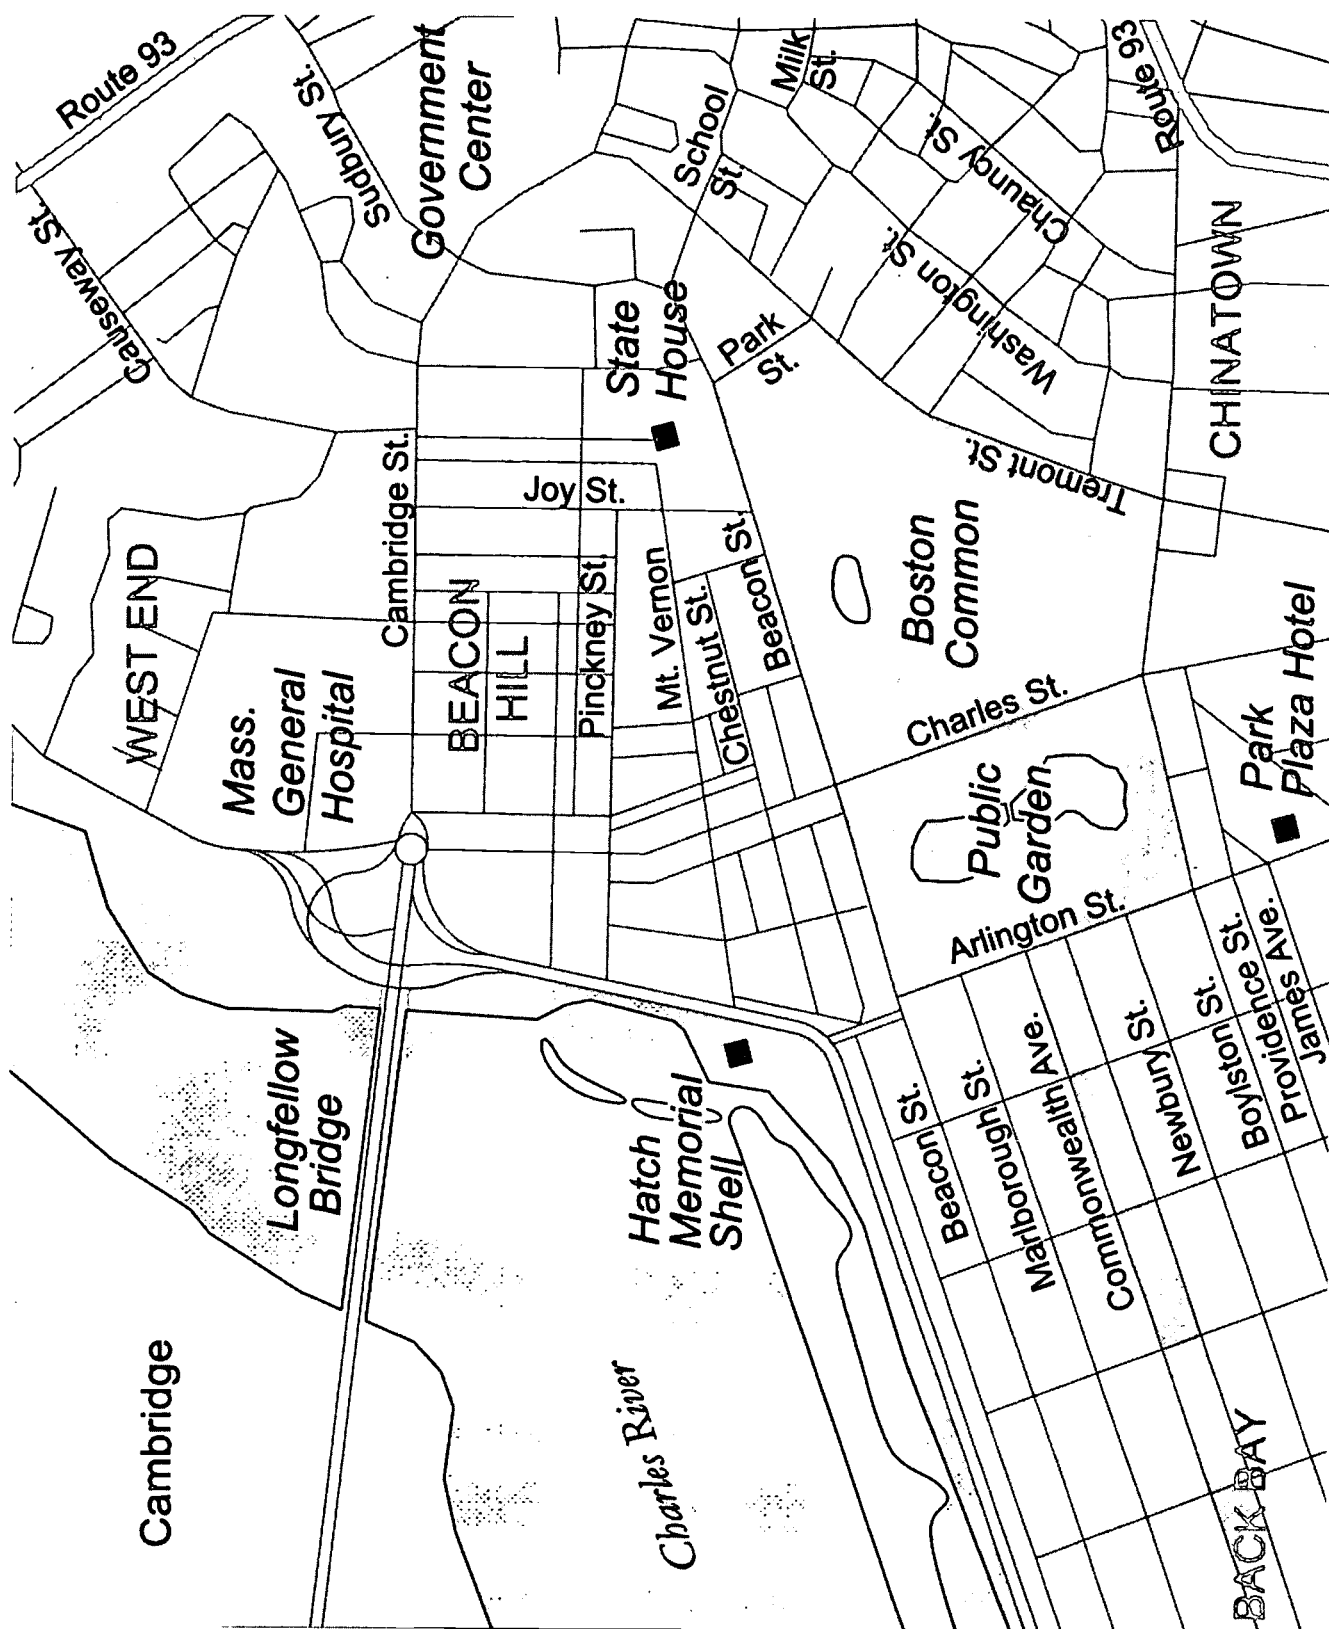 Route 93
Causeway St.
Sudbury St.
Government
Center
School
St.
Milk
St.
Chauncy St.
Route 93
Washington St.
CHINATOWN
Park
St.
State
House
Tremont St.
Cambridge St.
Joy St.
WEST END
Mass.
General
Hospital
BEACON
HILL
Pinckney St.
Mt. Vernon
Chestnut St.
Beacon St.
Boston
Common
Charles St.
Public
Garden
Park
Plaza Hotel
Arlington St.
Longfellow
Bridge
Hatch
Memorial
Shell
Beacon St.
Marlborough St.
Commonwealth Ave.
Newbury St.
Boylston St.
Providence St.
James Ave.
Cambridge
Charles River
BACK BAY